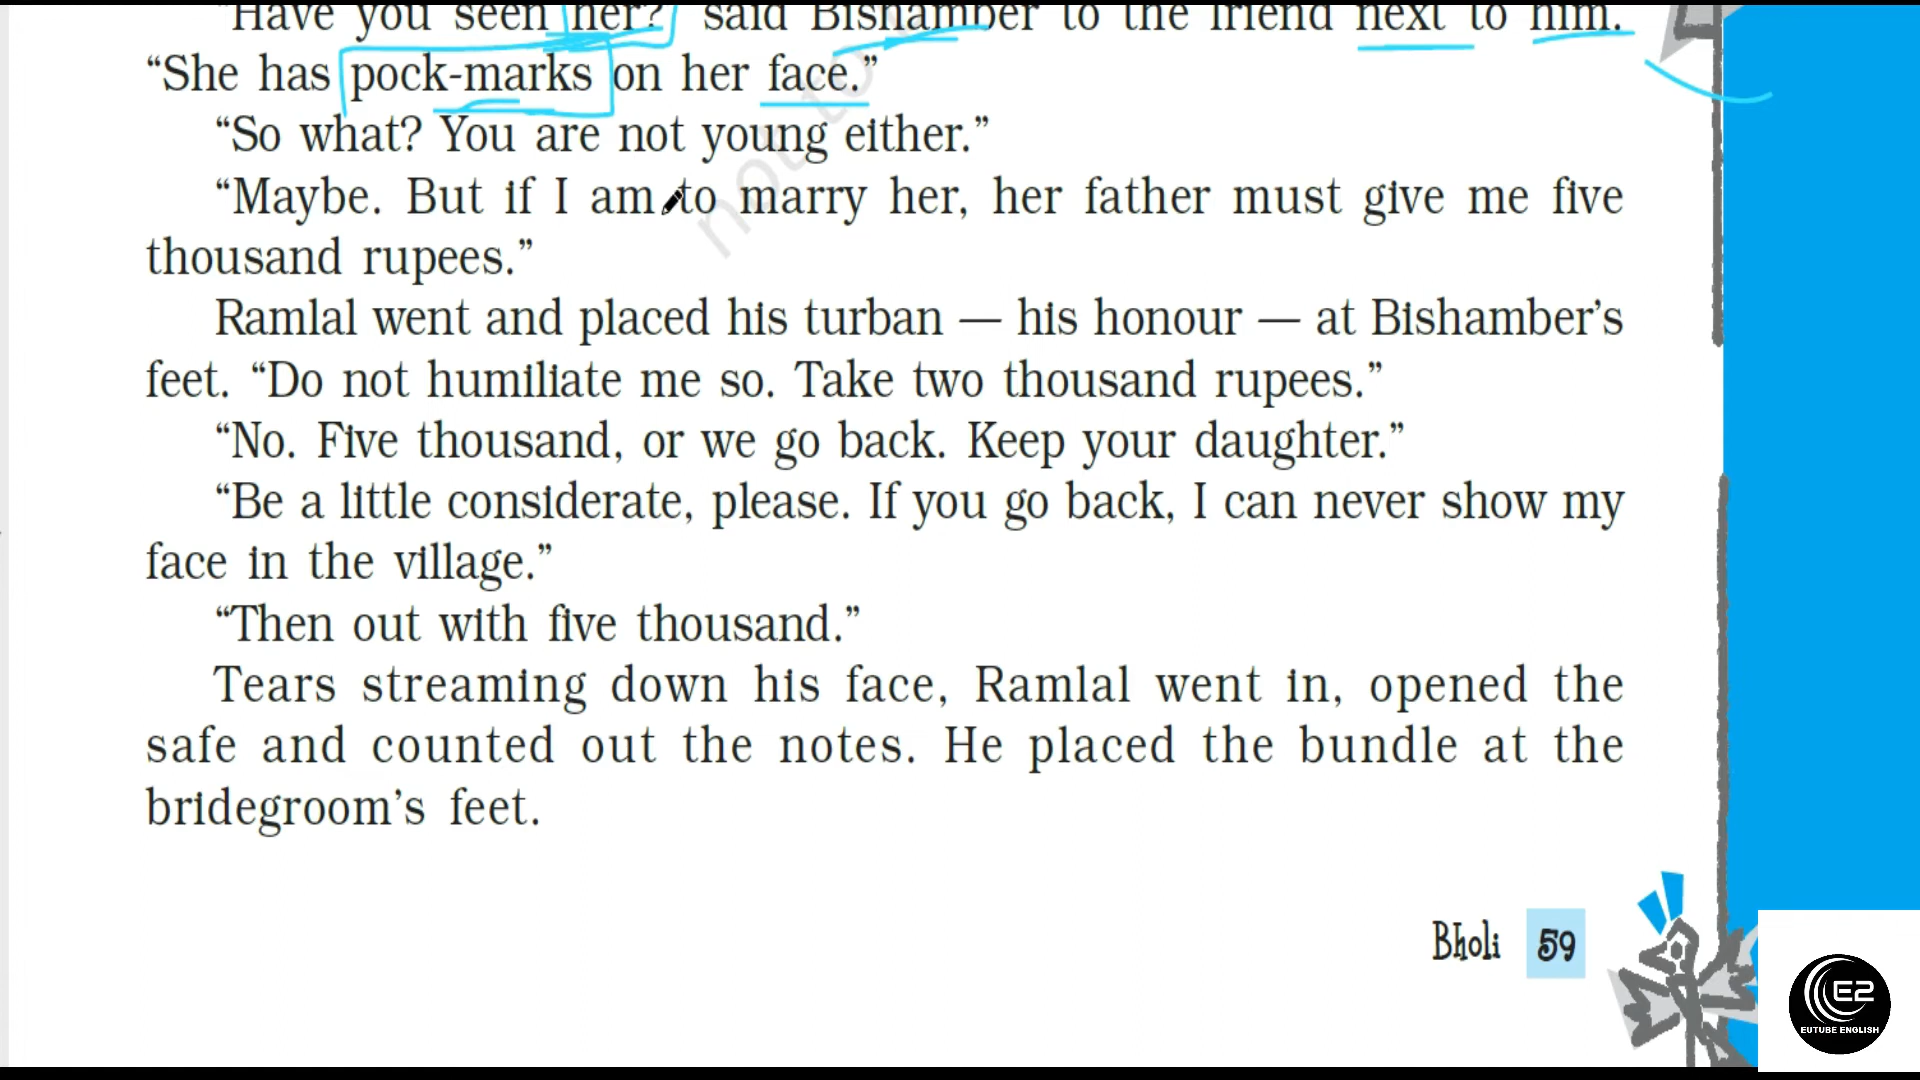 “Have you seen her?” said Bishamber to the friend next to him.
“She has pock-marks on her face.”
“So what? You are not young either.”
“Maybe. But if I am to marry her, her father must give me five
thousand rupees.”
Ramlal went and placed his turban — his honour — at Bishamber’s
feet. “Do not humiliate me so. Take two thousand rupees.”
“No. Five thousand, or we go back. Keep your daughter.”
“Be a little considerate, please. If you go back, I can never show my
face in the village.”
“Then out with five thousand.”
Tears streaming down his face, Ramlal went in, opened the
safe and counted out the notes. He placed the bundle at the
bridegroom’s feet.
not to
Bholi 59
E2
EUTUBE ENGLISH